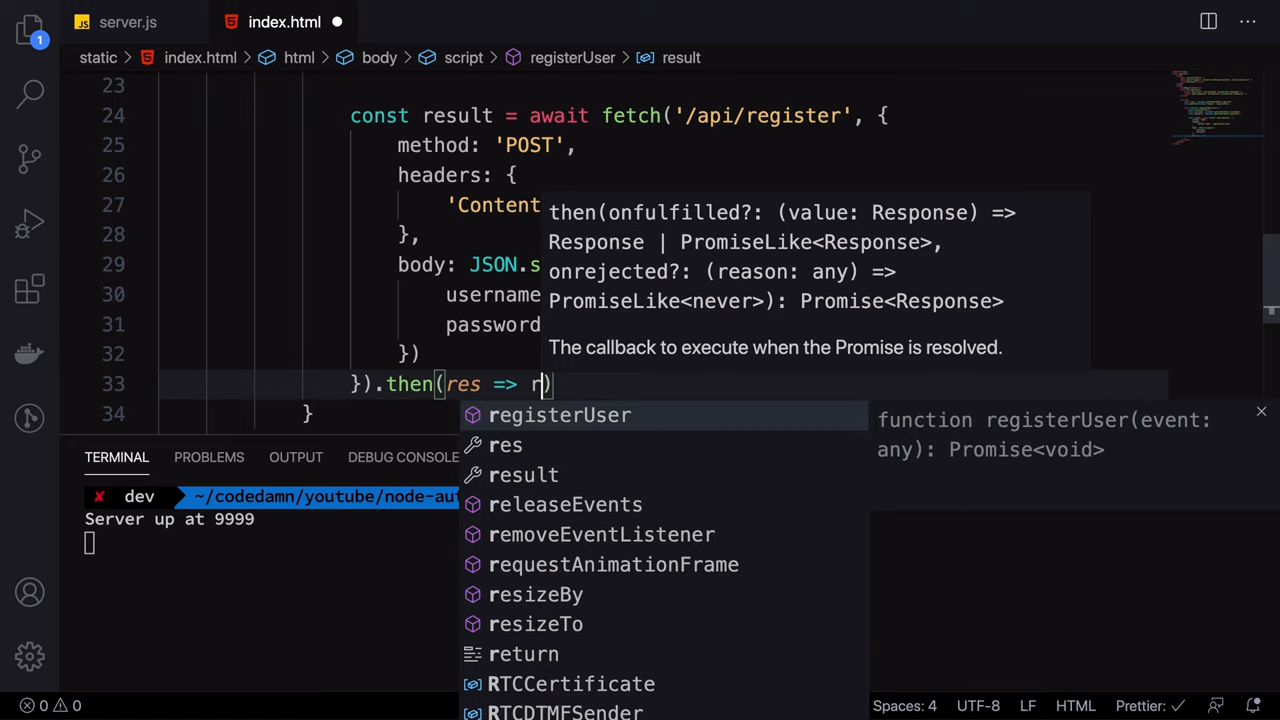 1
JS server.js
index.html
static > index.html > html > body > script > registerUser > result
23
24 const result = await fetch('/api/register', {
25 method: 'POST',
26 headers: {
27 'Content
28 },
29 body: JSON.s
30 username
31 password
32 })
33 }).then(res => r)
34 }
then(onfulfilled?: (value: Response) =>
Response | PromiseLike<Response>,
onrejected?: (reason: any) =>
PromiseLike<never>): Promise<Response>
The callback to execute when the Promise is resolved.
registerUser
res
result
releaseEvents
removeEventListener
requestAnimationFrame
resizeBy
resizeTo
return
RTCCertificate
RTCDTMFSender
function registerUser(event:
any): Promise<void>
TERMINAL PROBLEMS OUTPUT DEBUG CONSOLE
✘ dev ~/codedamn/youtube/node-au
Server up at 9999
0 0
Spaces: 4 UTF-8 LF HTML Prettier: ✓